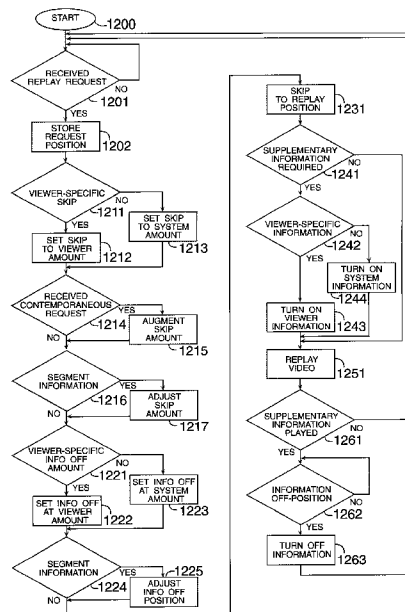 START
1200
RECEIVED
REPLAY REQUEST
NO
1201
YES
STORE
REQUEST
POSITION
1202
VIEWER-SPECIFIC
SKIP
NO
1211
YES
SET SKIP
TO SYSTEM
AMOUNT
1213
SET SKIP
TO VIEWER
AMOUNT
1212
RECEIVED
CONTEMPORANEOUS
REQUEST
YES
1214
NO
AUGMENT
SKIP
AMOUNT
1215
SEGMENT
INFORMATION
YES
1216
NO
ADJUST
SKIP
AMOUNT
1217
VIEWER-SPECIFIC
INFO OFF
AMOUNT
NO
1221
YES
SET INFO OFF
AT SYSTEM
AMOUNT
1223
SET INFO OFF
AT VIEWER
AMOUNT
1222
SEGMENT
INFORMATION
YES
1224
NO
1225
ADJUST
INFO OFF
POSITION
SKIP
TO REPLAY
POSITION
1231
SUPPLEMENTARY
INFORMATION
REQUIRED
NO
1241
YES
VIEWER-SPECIFIC
INFORMATION
NO
1242
YES
TURN ON
SYSTEM
INFORMATION
1244
TURN ON
VIEWER
INFORMATION
1243
REPLAY
VIDEO
1251
SUPPLEMENTARY
INFORMATION
PLAYED
NO
1261
YES
INFORMATION
OFF-POSITION
NO
1262
YES
TURN OFF
INFORMATION
1263